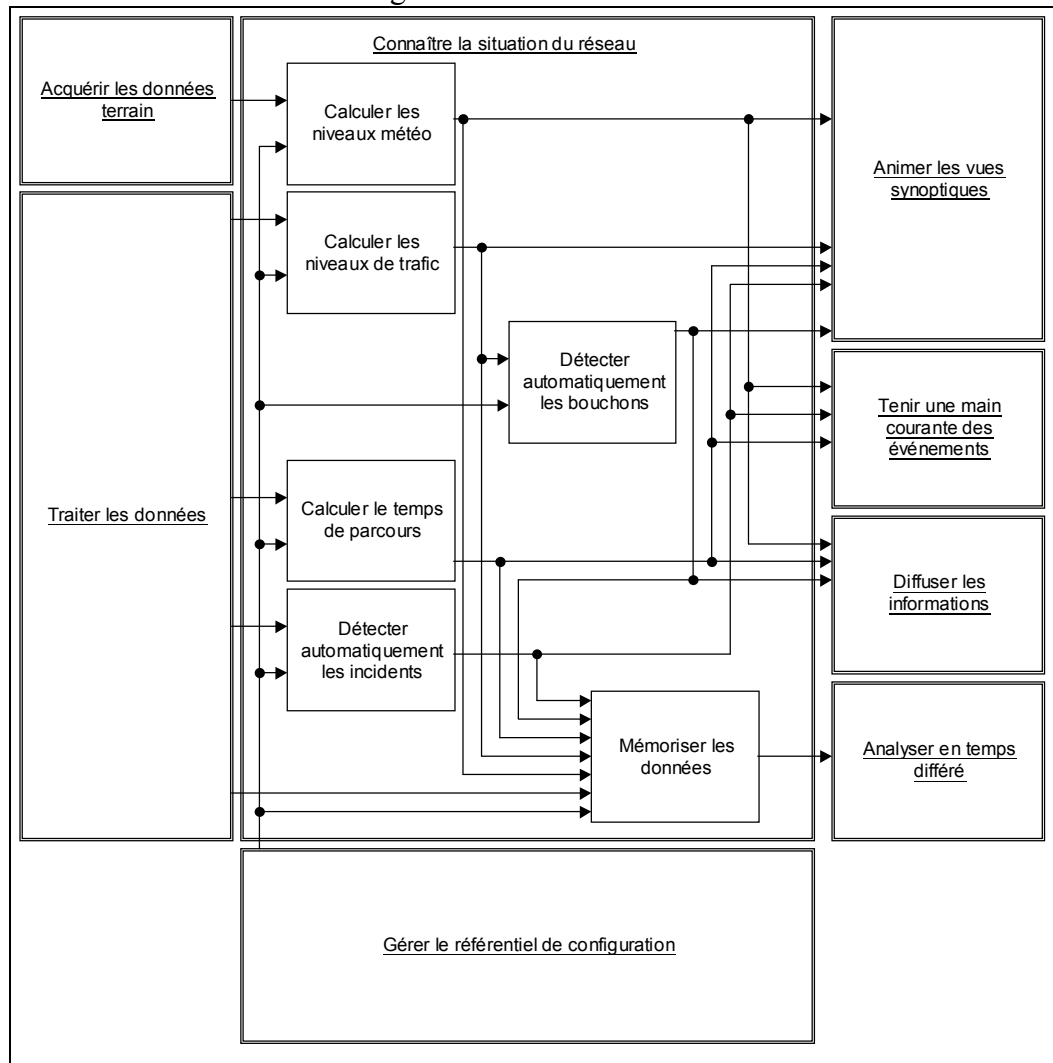 Connaître la situation du réseau
Acquérir les données
terrain
Calculer les
niveaux météo
Animer les vues
synoptiques
Calculer les
niveaux de trafic
Détecter
automatiquement
les bouchons
Tenir une main
courante des
événements
Traiter les données
Calculer le temps
de parcours
Diffuser les
informations
Détecter
automatiquement
les incidents
Mémoriser les
données
Analyser en temps
différé
Gérer le référentiel de configuration